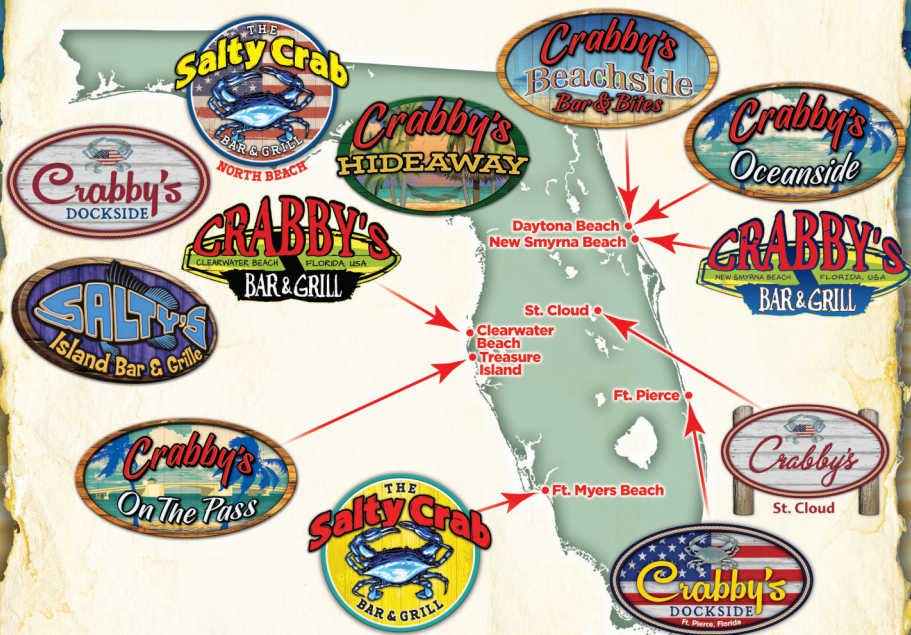 THE
Salty Crab
BAR & GRILL
NORTH BEACH
Crabby's
Beachside
Bar & Bites
Crabby's
HIDEAWAY
Crabby's
Oceanside
Crabby's
DOCKSIDE
CRABBY'S
CLEARWATER BEACH FLORIDA, USA
BAR & GRILL
Daytona Beach
New Smyrna Beach
CRABBY'S
NEW SMYRNA BEACH FLORIDA, USA
BAR & GRILL
SALTY'S
Island Bar & Grille
St. Cloud
Clearwater
Beach
Treasure
Island
Ft. Pierce
Crabby's
On The Pass
Ft. Myers Beach
Crabby's
St. Cloud
THE
Salty Crab
BAR & GRILL
Crabby's
DOCKSIDE
Ft. Pierce, Florida